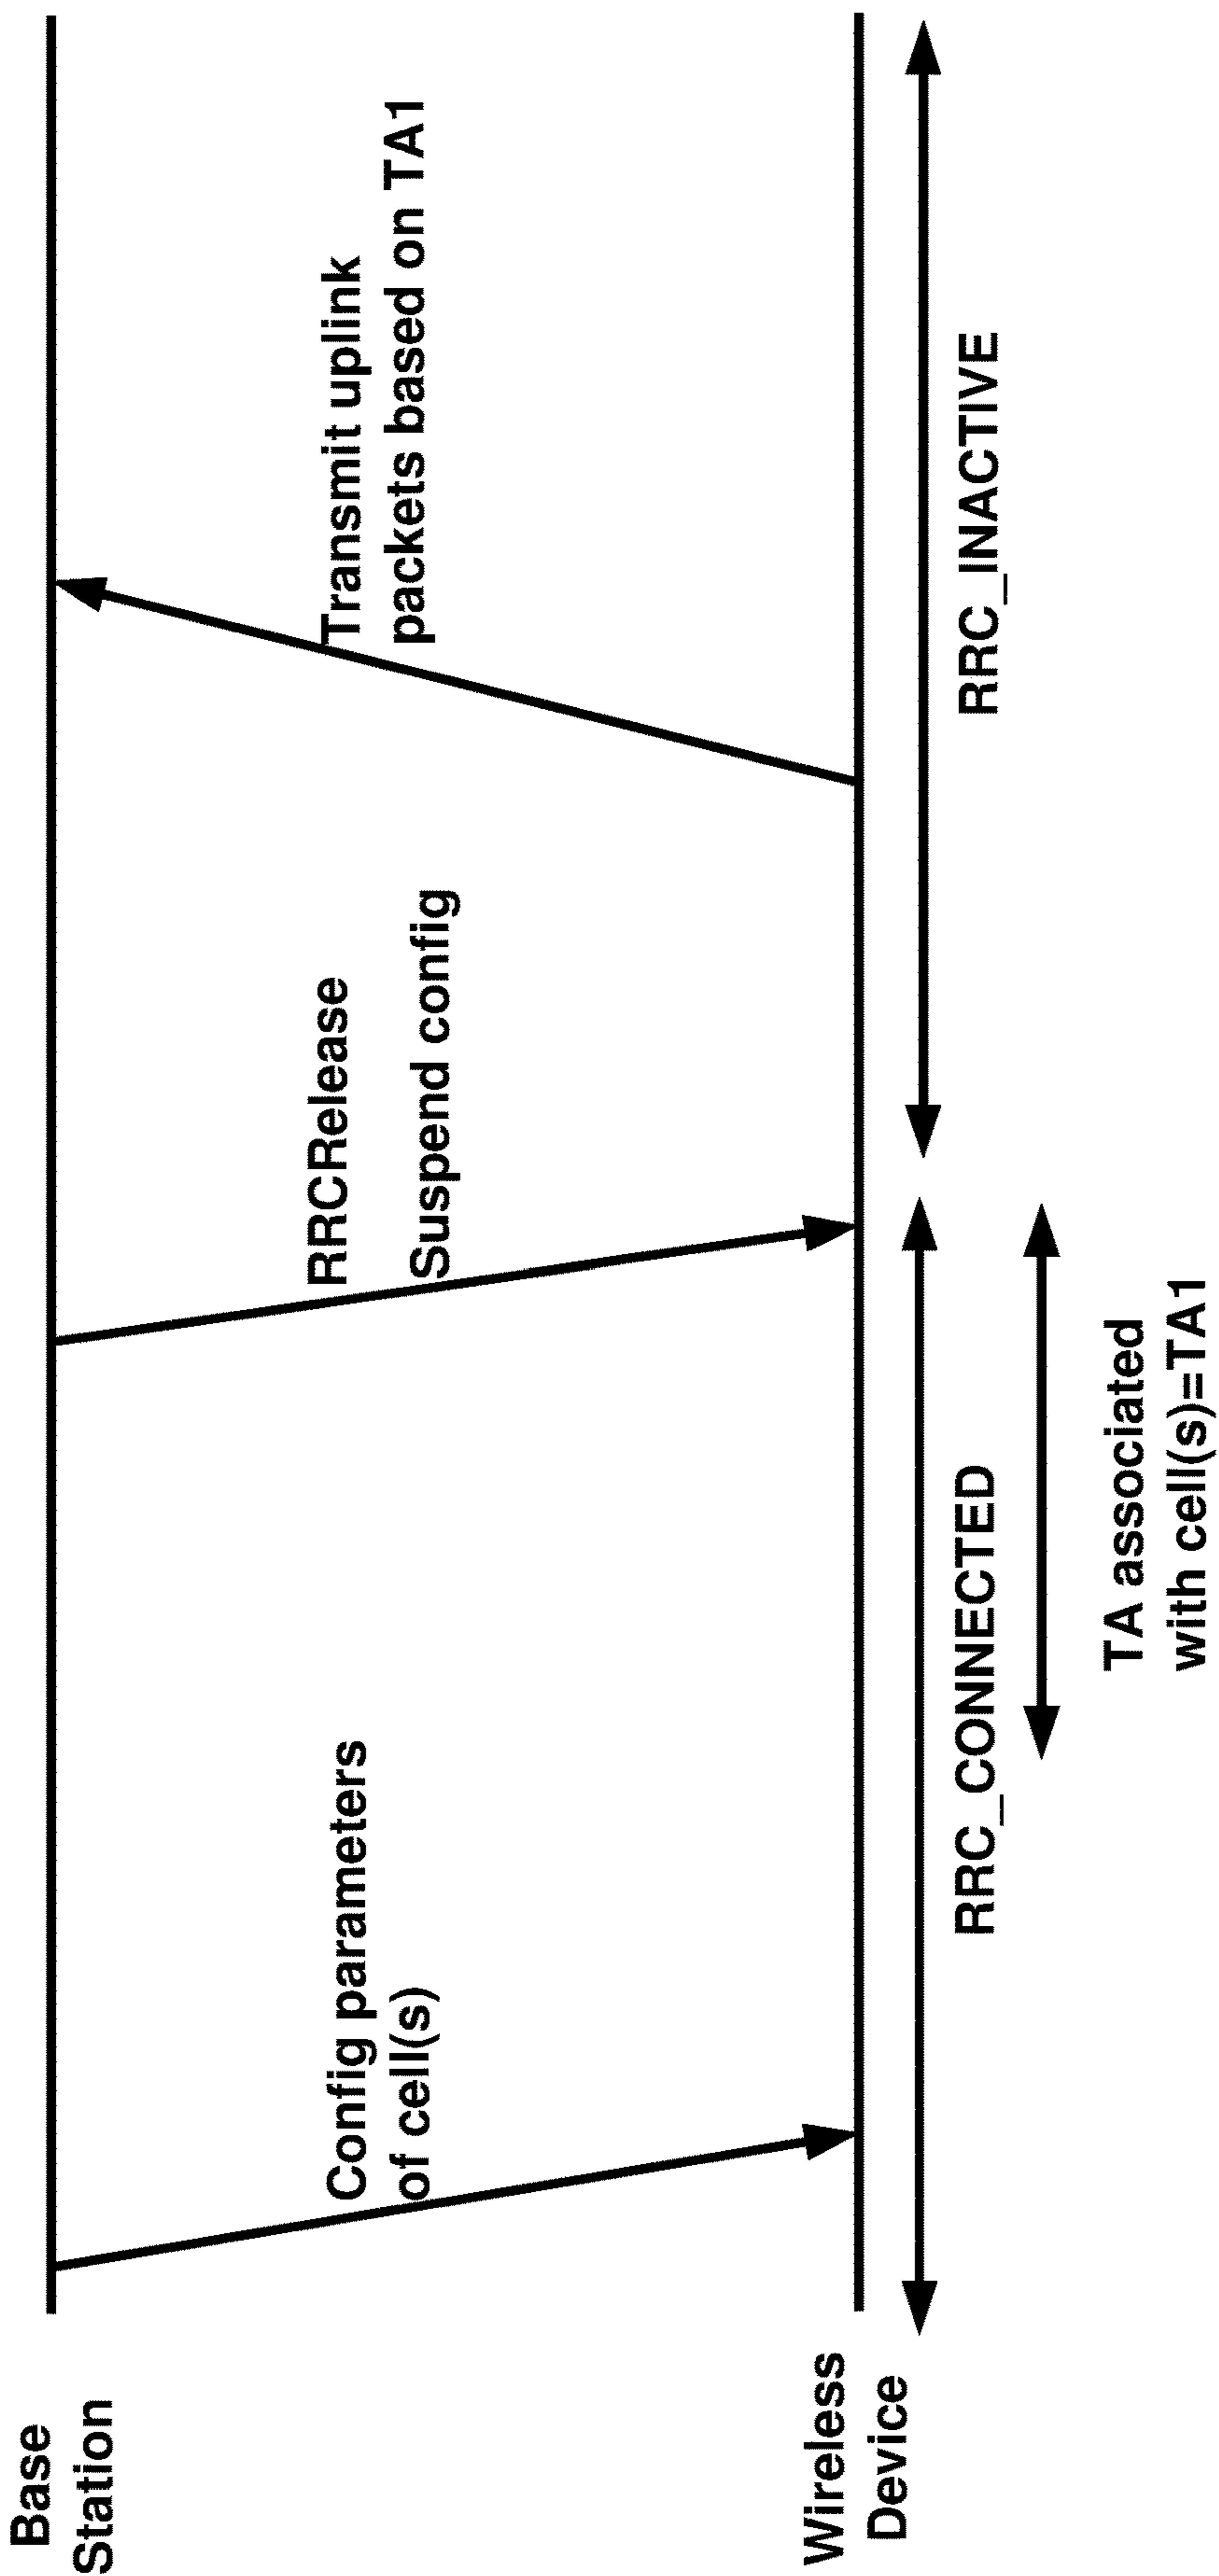 Base
Station
Wireless
Device
Config parameters
of cell(s)
RRCRelease
Suspend config
Transmit uplink
packets based on TA1
RRC_CONNECTED
RRC_INACTIVE
TA associated
with cell(s)=TA1